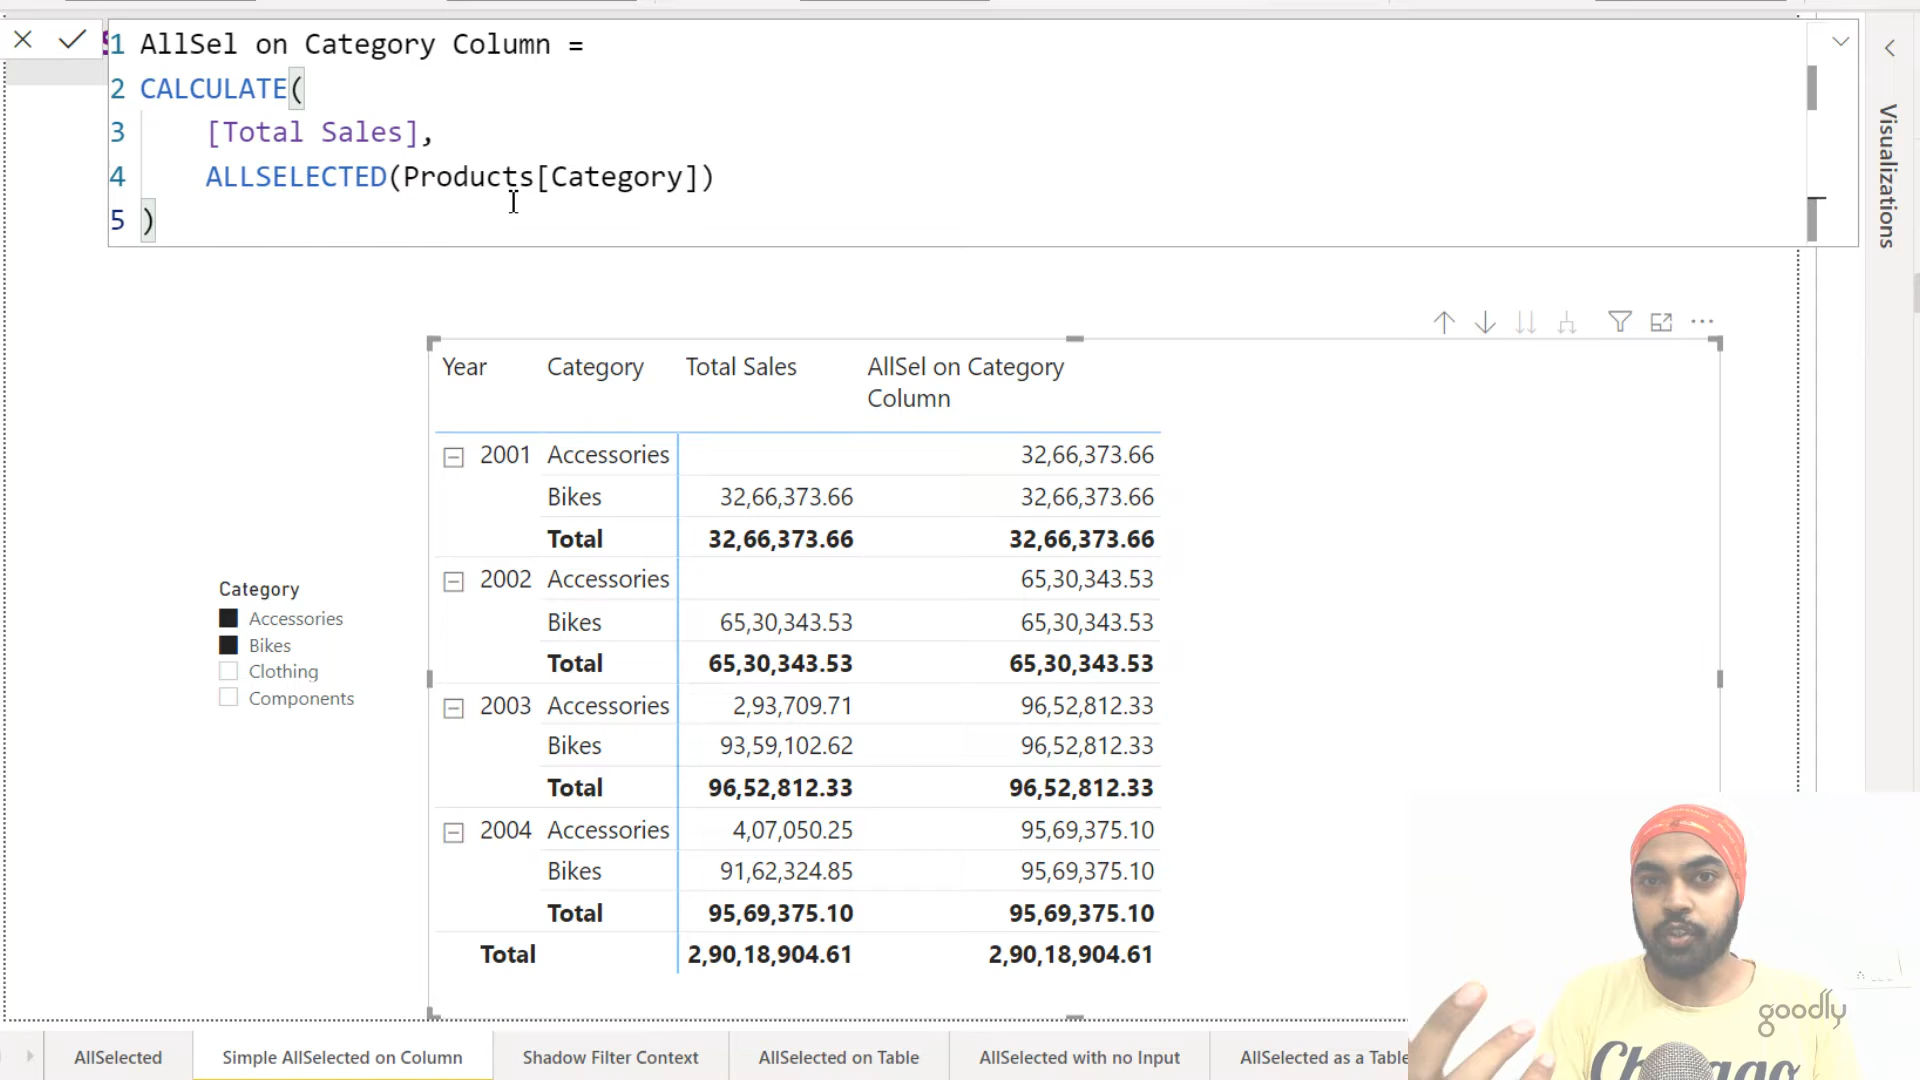 1 AllSel on Category Column =
2 CALCULATE(
3 [Total Sales],
4 ALLSELECTED(Products[Category])
5 )
Visualizations
Year Category Total Sales AllSel on Category Column
2001 Accessories 32,66,373.66
Bikes 32,66,373.66 32,66,373.66
Total 32,66,373.66 32,66,373.66
2002 Accessories 65,30,343.53
Bikes 65,30,343.53 65,30,343.53
Total 65,30,343.53 65,30,343.53
2003 Accessories 2,93,709.71 96,52,812.33
Bikes 93,59,102.62 96,52,812.33
Total 96,52,812.33 96,52,812.33
2004 Accessories 4,07,050.25 95,69,375.10
Bikes 91,62,324.85 95,69,375.10
Total 95,69,375.10 95,69,375.10
Total 2,90,18,904.61 2,90,18,904.61
Category
Accessories
Bikes
Clothing
Components
goodly
AllSelected Simple AllSelected on Column Shadow Filter Context AllSelected on Table AllSelected with no Input AllSelected as a Table